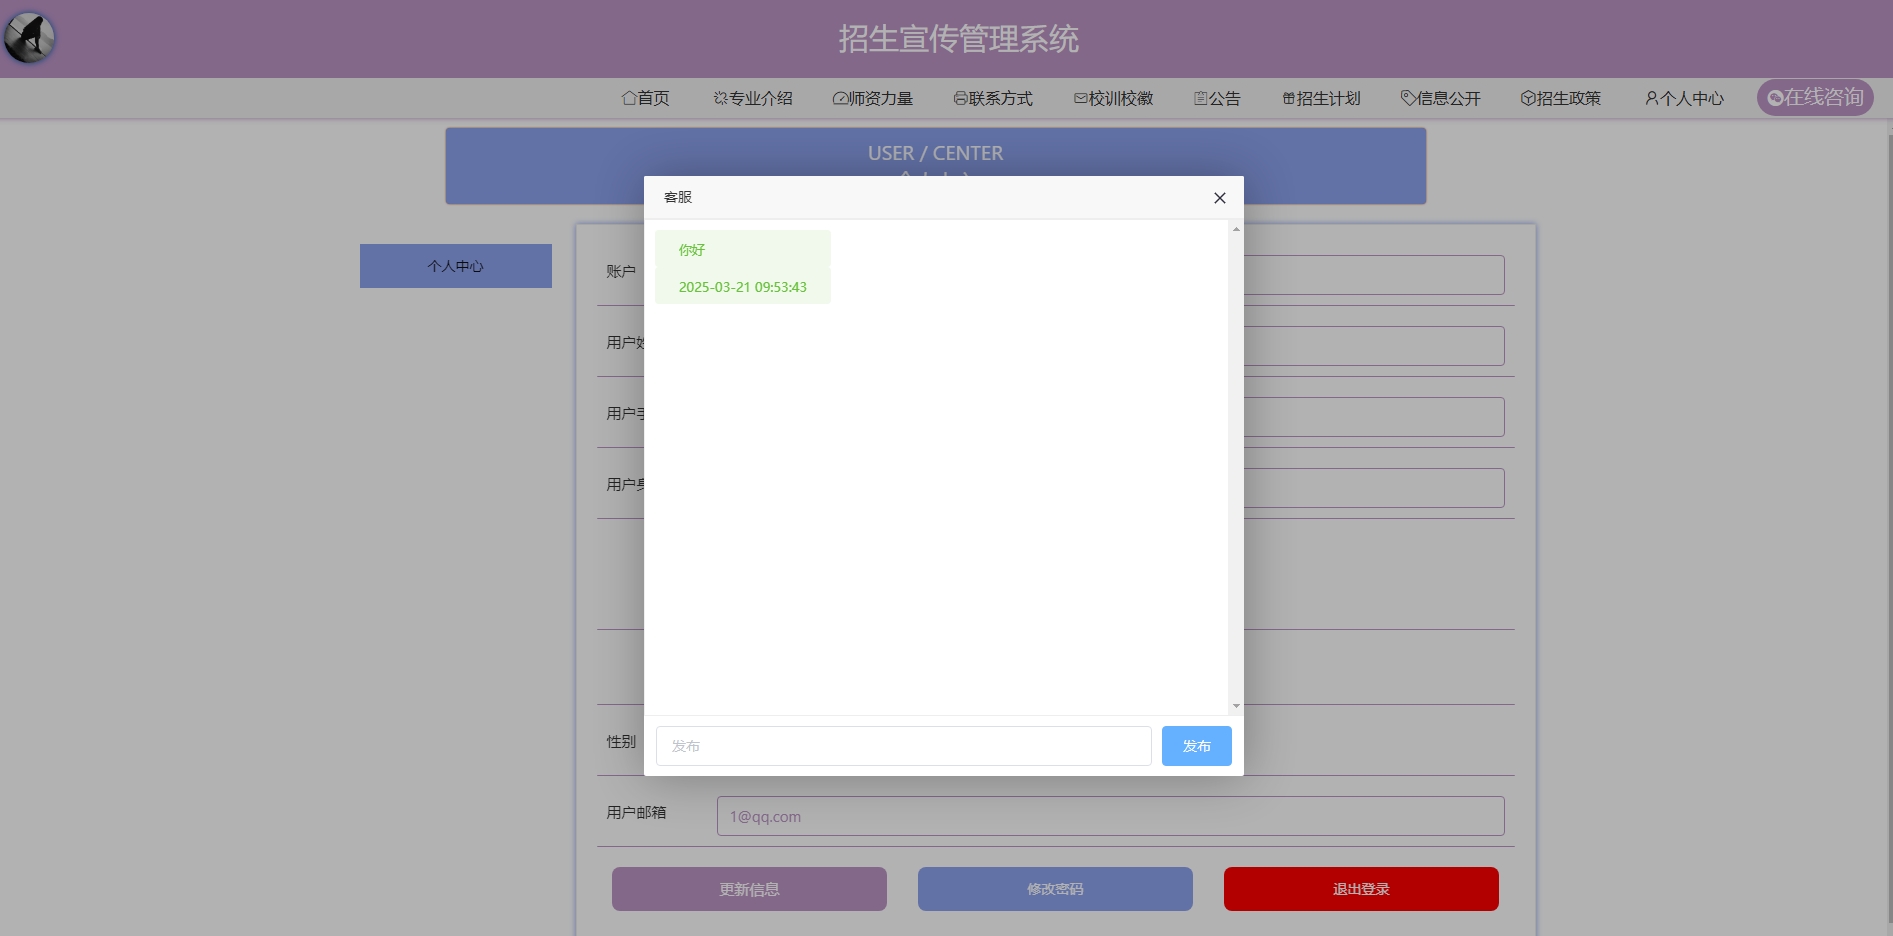 招生宣传管理系统
首页 专业介绍 师资力量 联系方式 校训校徽 公告 招生计划 信息公开 招生政策 个人中心 在线咨询
USER / CENTER
客服
你好
2025-03-21 09:53:43
个人中心
账户
用户
用户
用户
发布 发布
性别
用户邮箱 1@qq.com
更新信息 修改密码 退出登录